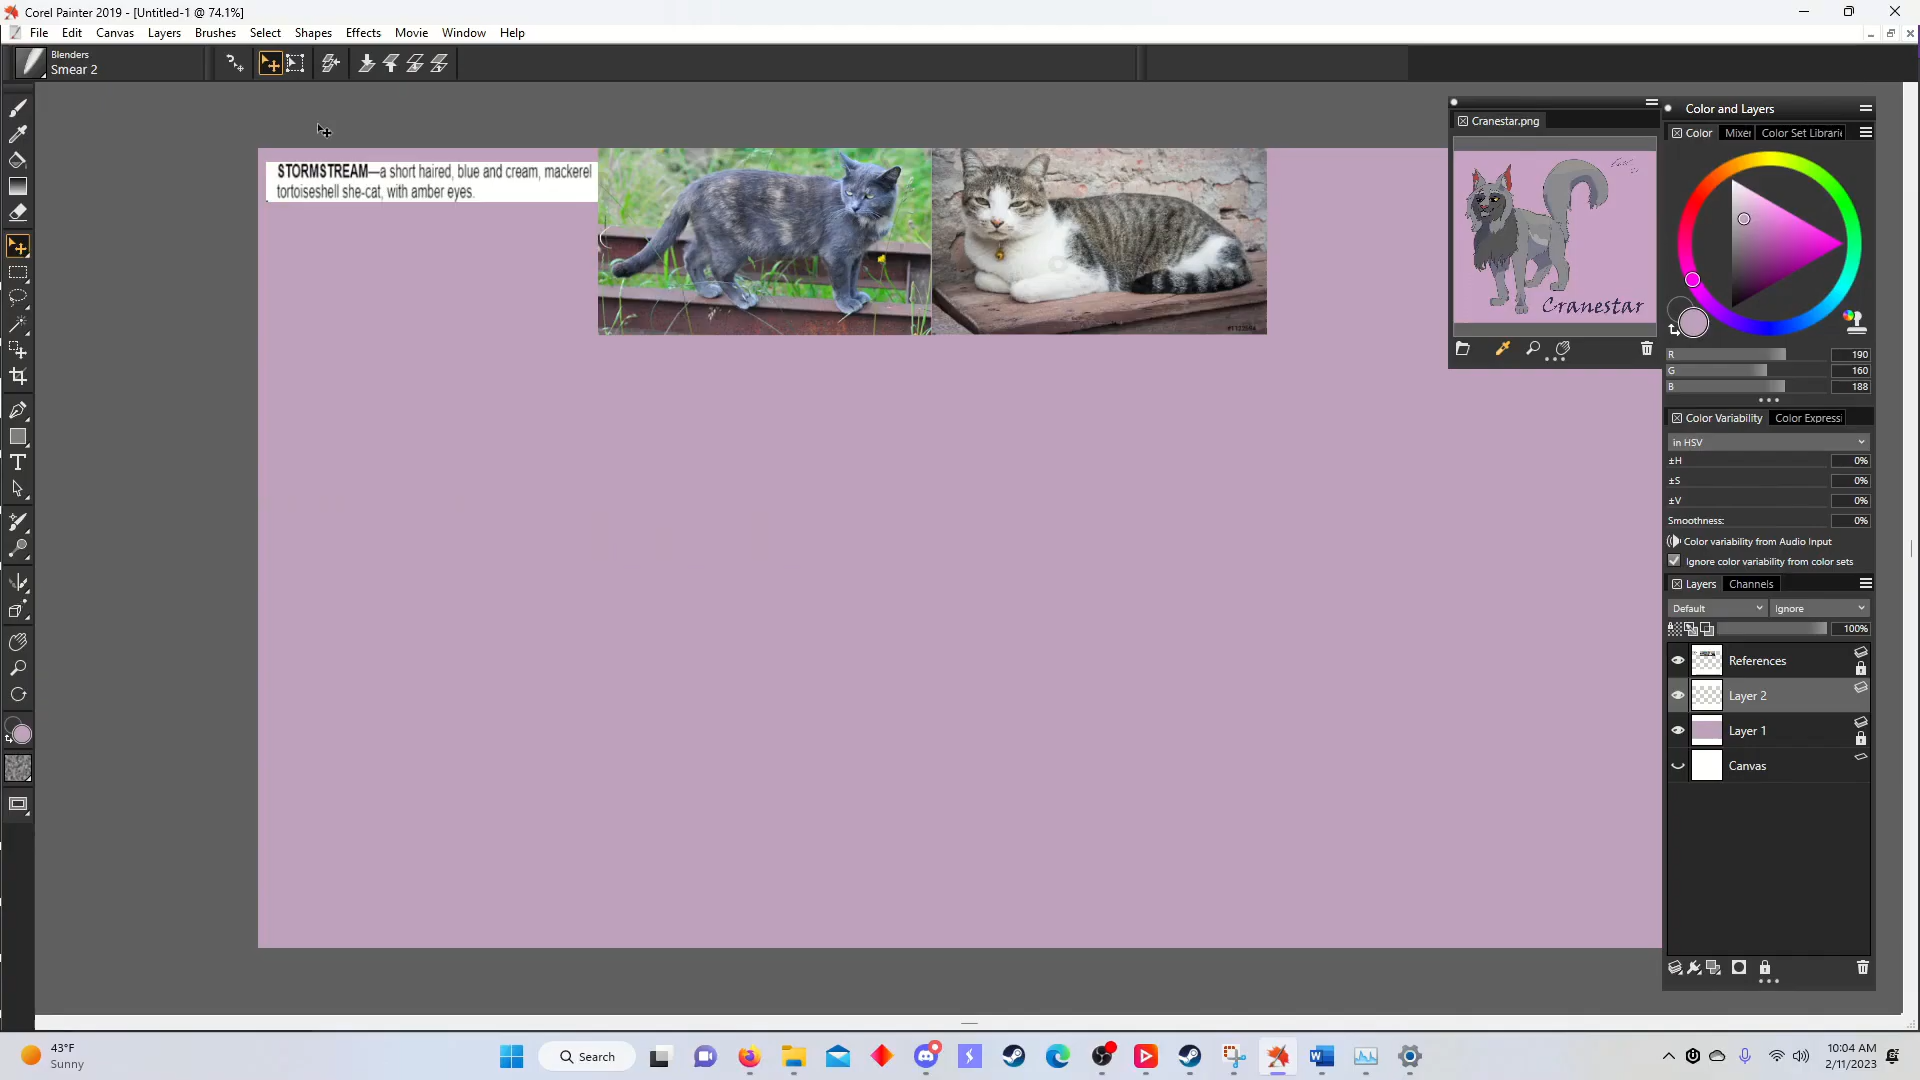 Corel Painter 2019 - [Untitled-1 @ 74.1%]
File Edit Canvas Layers Brushes Select Shapes Effects Movie Window Help
Blenders
Smear 2
STORMSTREAM—a short haired, blue and cream, mackerel
tortoiseshell she-cat, with amber eyes.
Cranestar.png
Cranestar
Color and Layers
Color Mixer Color Set Librari
R 190
G 160
B 188
Color Variability Color Expressi
in HSV
±H 0%
±S 0%
±V 0%
Smoothness: 0%
Color variability from Audio Input
Ignore color variability from color sets
Layers Channels
Default Ignore
100%
References
Layer 2
Layer 1
Canvas
43°F
Sunny
Search
10:04 AM
2/11/2023